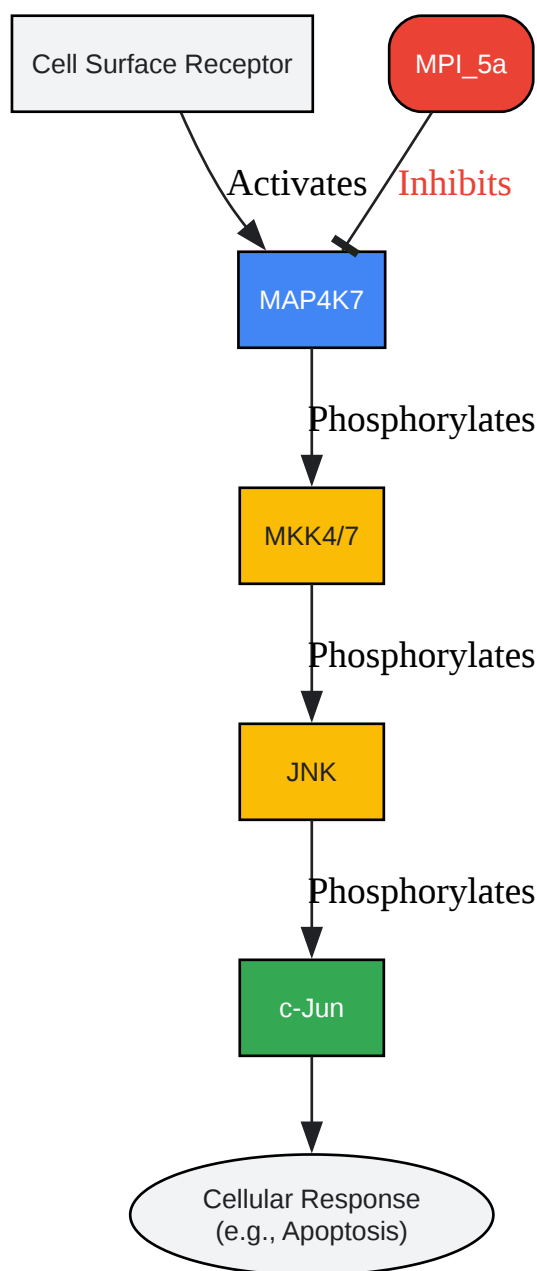 Cell Surface Receptor
MPI_5a
Activates
Inhibits
MAP4K7
Phosphorylates
MKK4/7
Phosphorylates
JNK
Phosphorylates
c-Jun
Cellular Response
(e.g., Apoptosis)